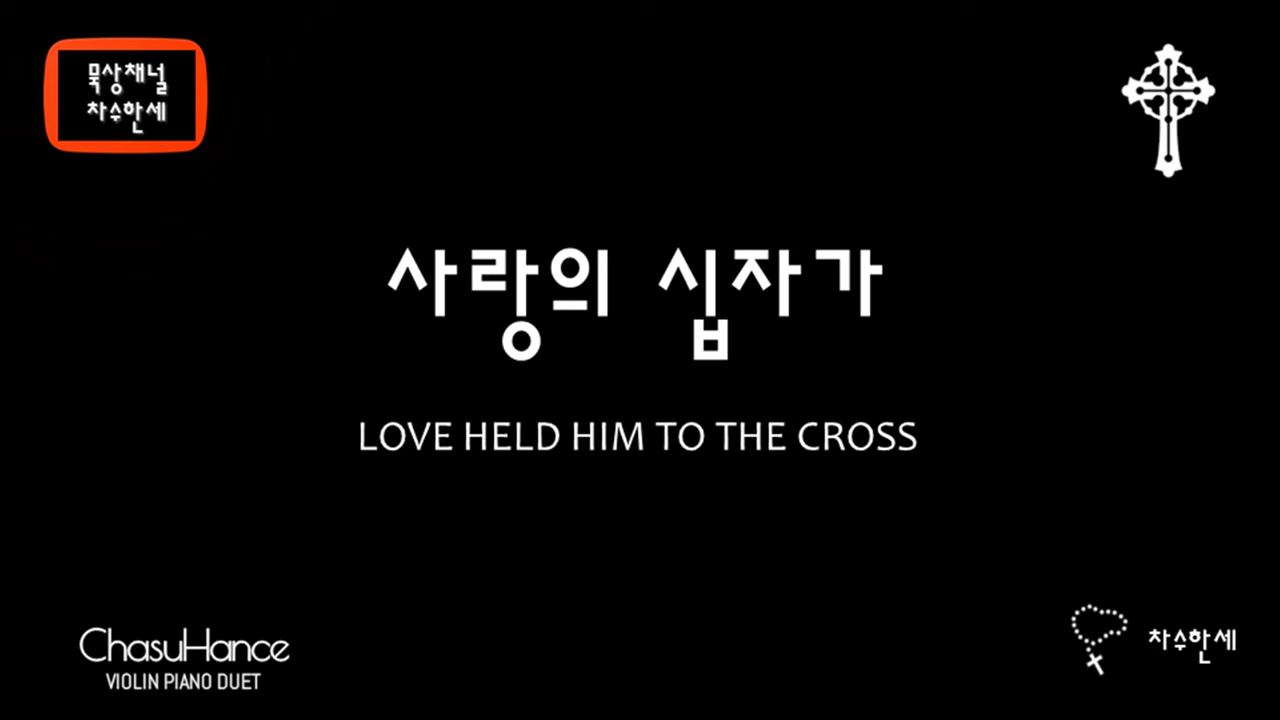 묵상채널
차수한세
사랑의 십자가
LOVE HELD HIM TO THE CROSS
ChasuHance
VIOLIN PIANO DUET
차수한세